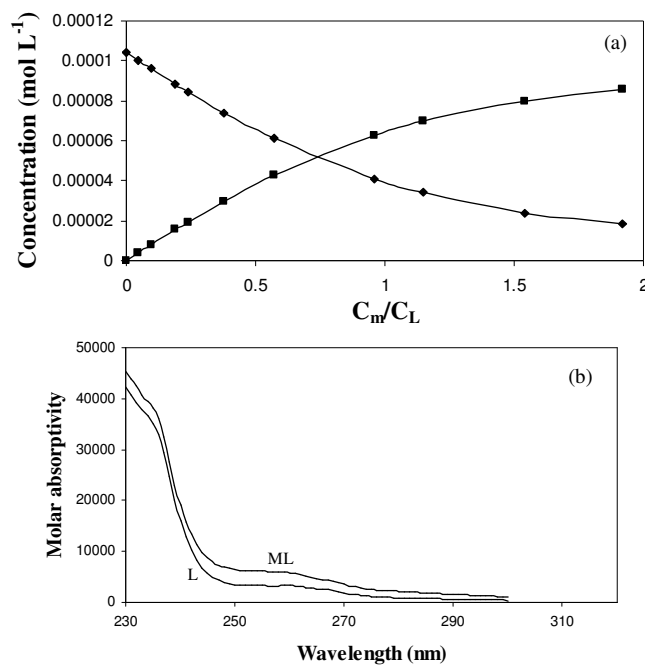 (a)
Concentration (mol L⁻¹)
0.00012
0.0001
0.00008
0.00006
0.00004
0.00002
0
0 0.5 1 1.5 2
Cₘ/C_L
(b)
Molar absorptivity
50000
40000
30000
20000
10000
0
ML
L
230 250 270 290 310
Wavelength (nm)